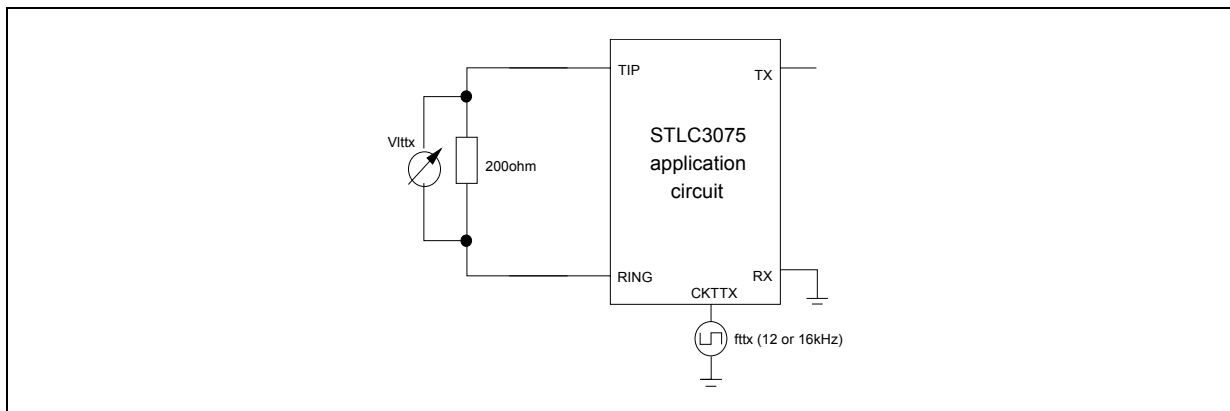 TIP
TX
Vlttx
STLC3075
application
circuit
200ohm
RING
RX
CKTTX
fttx (12 or 16kHz)